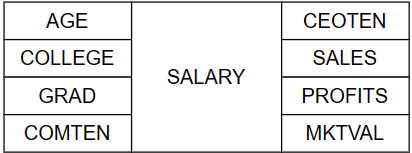 AGE
COLLEGE
GRAD
COMTEN
SALARY
CEOTEN
SALES
PROFITS
MKTVAL